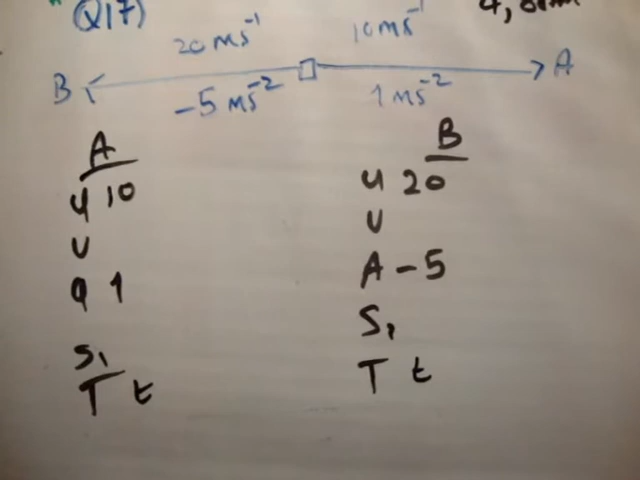 Q17)
20 ms⁻¹ 10 ms⁻¹
B A
-5 ms⁻² 1 ms⁻²
A
u 10
v
a 1
S,
T t
B
u 20
v
A -5
S,
T t